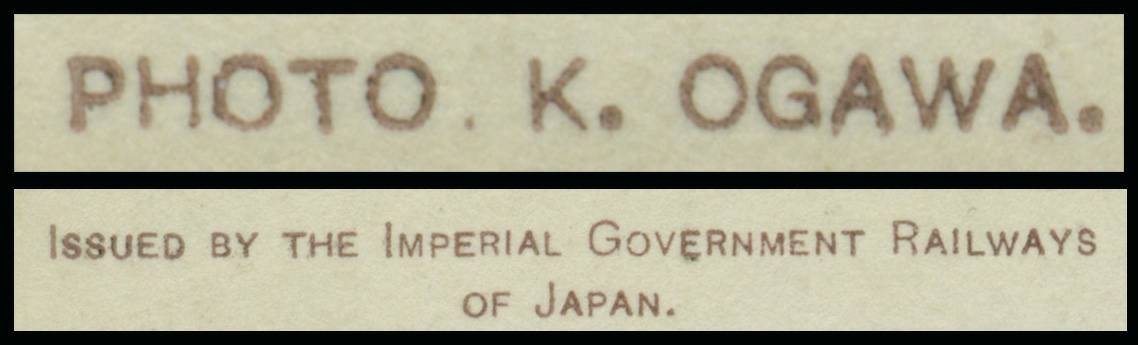 PHOTO. K. OGAWA.
ISSUED BY THE IMPERIAL GOVERNMENT RAILWAYS
OF JAPAN.